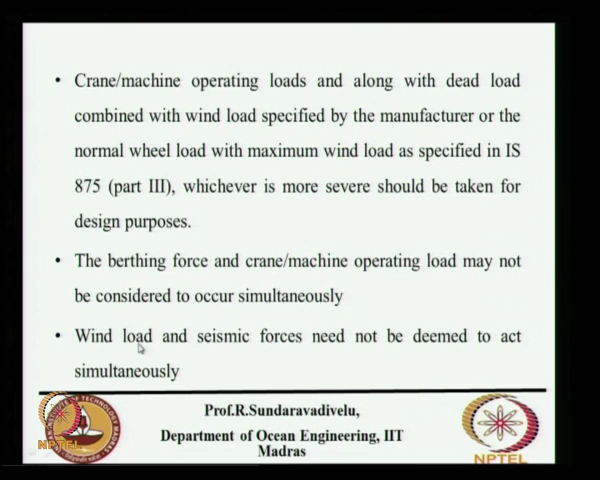 • Crane/machine operating loads and along with dead load
combined with wind load specified by the manufacturer or the
normal wheel load with maximum wind load as specified in IS
875 (part III), whichever is more severe should be taken for
design purposes.
• The berthing force and crane/machine operating load may not
be considered to occur simultaneously
• Wind load and seismic forces need not be deemed to act
simultaneously
Prof.R.Sundaravadivelu,
Department of Ocean Engineering, IIT
Madras
NPTEL
NPTEL